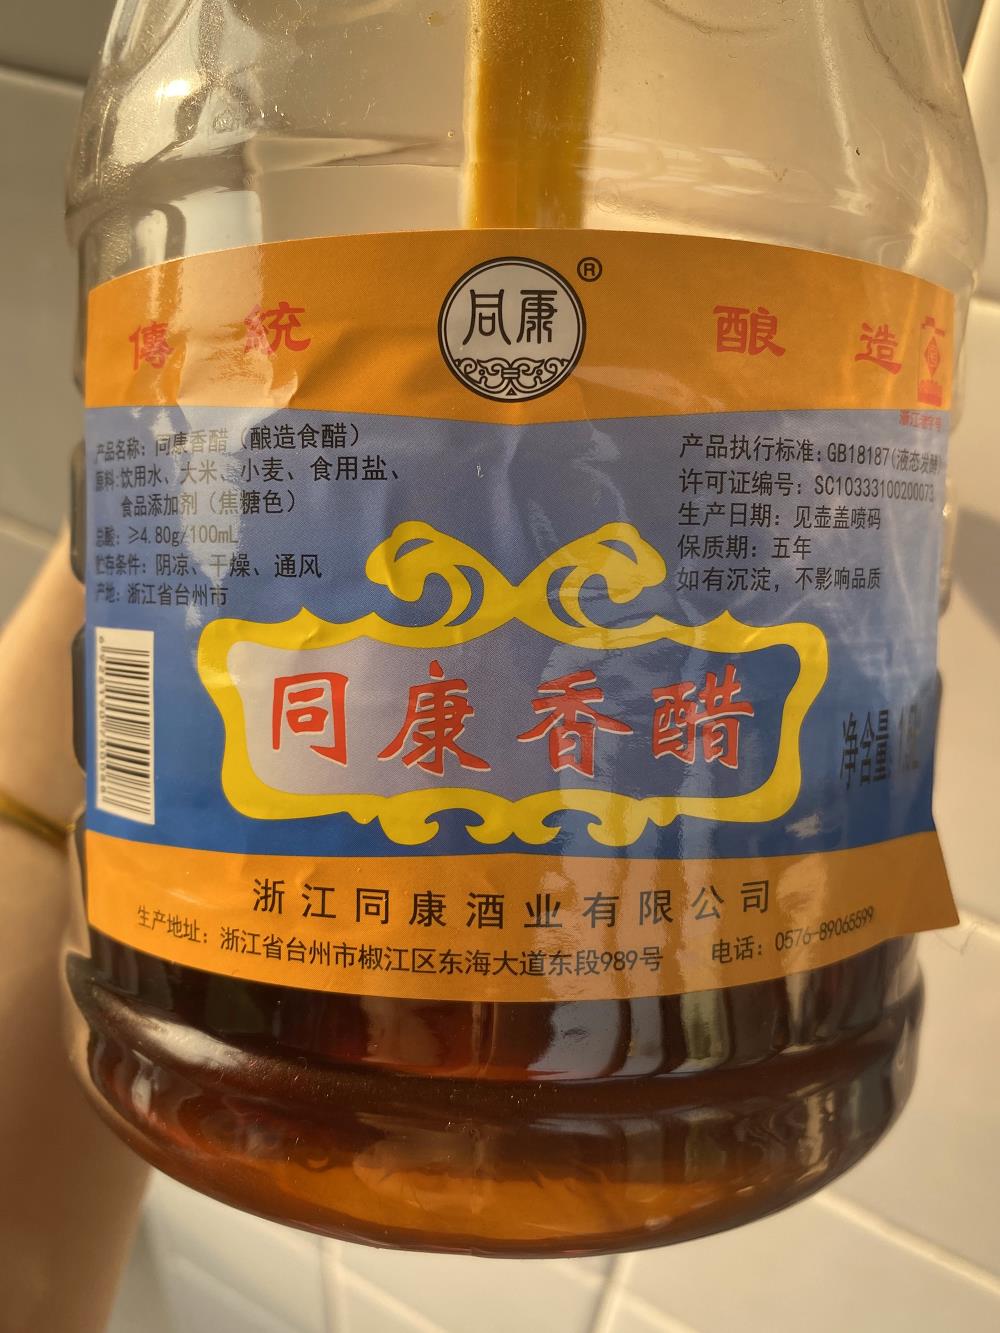 傳統
同康
®
酿造
浙江老字号
产品名称：同康香醋（酿造食醋）
原料：饮用水、大米、小麦、食用盐、
食品添加剂（焦糖色）
总酸：≥4.80g/100mL
贮存条件：阴凉、干燥、通风
产地：浙江省台州市
产品执行标准：GB18187（液态发酵）
许可证编号：SC10333100200073
生产日期：见壶盖喷码
保质期：五年
如有沉淀，不影响品质
同康香醋
净含量
浙江同康酒业有限公司
生产地址：浙江省台州市椒江区东海大道东段989号
电话：0576-89065599